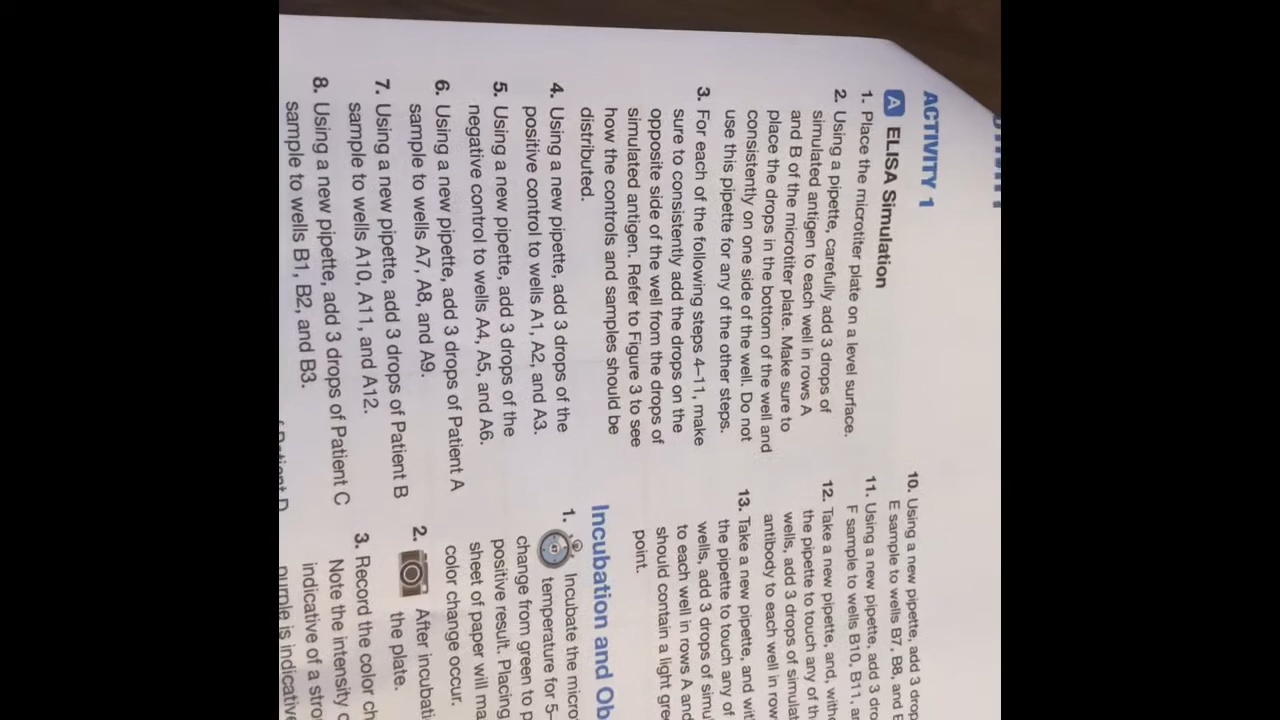 ACTIVITY 1
A ELISA Simulation
1. Place the microtiter plate on a level surface.
2. Using a pipette, carefully add 3 drops of
simulated antigen to each well in rows A
and B of the microtiter plate. Make sure to
place the drops in the bottom of the well and
consistently on one side of the well. Do not
use this pipette for any of the other steps.
3. For each of the following steps 4–11, make
sure to consistently add the drops on the
opposite side of the well from the drops of
simulated antigen. Refer to Figure 3 to see
how the controls and samples should be
distributed.
4. Using a new pipette, add 3 drops of the
positive control to wells A1, A2, and A3.
5. Using a new pipette, add 3 drops of the
negative control to wells A4, A5, and A6.
6. Using a new pipette, add 3 drops of Patient A
sample to wells A7, A8, and A9.
7. Using a new pipette, add 3 drops of Patient B
sample to wells A10, A11, and A12.
8. Using a new pipette, add 3 drops of Patient C
sample to wells B1, B2, and B3.
of Patient D
10. Using a new pipette, add 3 drop
E sample to wells B7, B8, and B
11. Using a new pipette, add 3 dro
F sample to wells B10, B11, a
12. Take a new pipette, and, witho
the pipette to touch any of th
wells, add 3 drops of simulat
antibody to each well in row
13. Take a new pipette, and wit
the pipette to touch any of
wells, add 3 drops of simu
to each well in rows A and
should contain a light gre
point.
Incubation and Ob
1. Incubate the micro
temperature for 5–
change from green to p
positive result. Placing
sheet of paper will ma
color change occur.
2. After incubati
the plate.
3. Record the color ch
Note the intensity o
indicative of a stro
purple is indicative